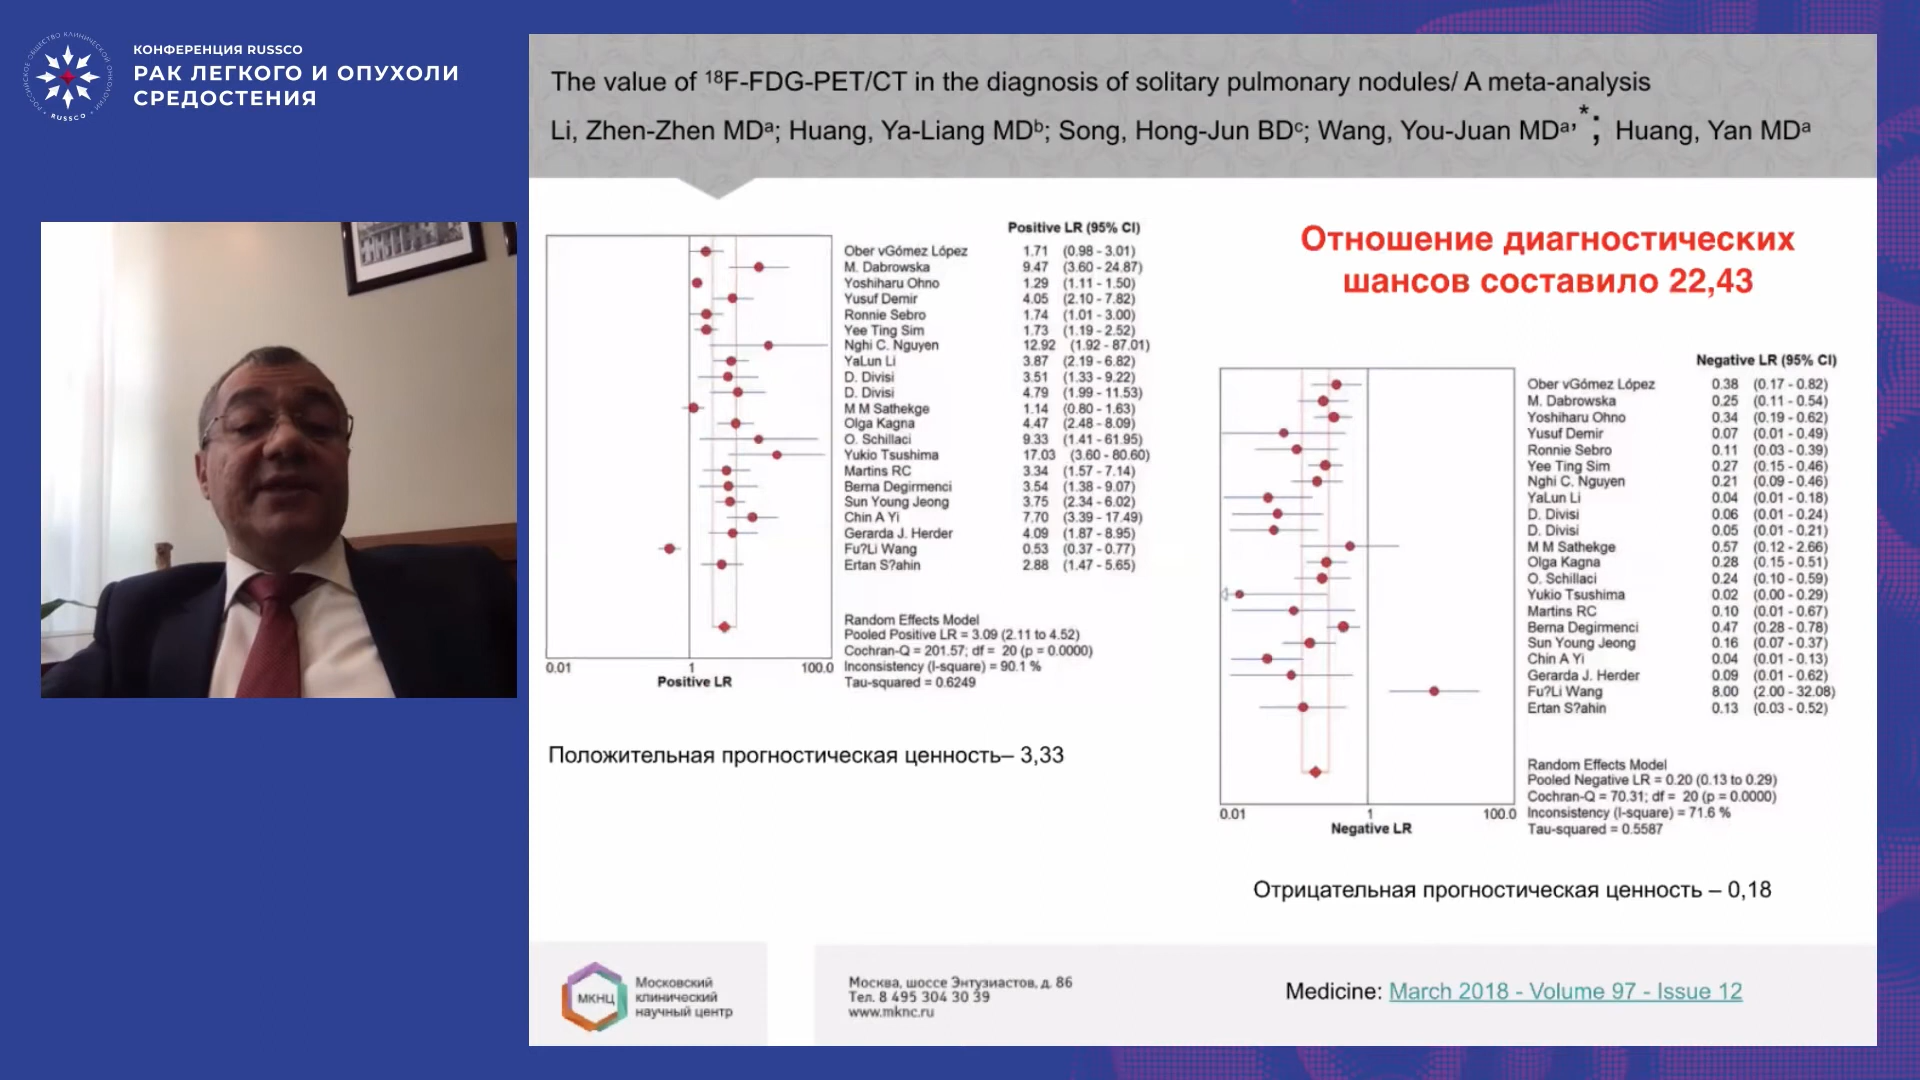 КОНФЕРЕНЦИЯ RUSSCO
РАК ЛЕГКОГО И ОПУХОЛИ
СРЕДОСТЕНИЯ
RUSSCO
The value of ¹⁸F-FDG-PET/CT in the diagnosis of solitary pulmonary nodules/ A meta-analysis
Li, Zhen-Zhen MDᵃ; Huang, Ya-Liang MDᵇ; Song, Hong-Jun BDᶜ; Wang, You-Juan MDᵃ,*; Huang, Yan MDᵃ
Positive LR (95% CI)
Ober vGómez López 1.71 (0.98 - 3.01)
M. Dabrowska 9.47 (3.60 - 24.87)
Yoshiharu Ohno 1.29 (1.11 - 1.50)
Yusuf Demir 4.05 (2.10 - 7.82)
Ronnie Sebro 1.74 (1.01 - 3.00)
Yee Ting Sim 1.73 (1.19 - 2.52)
Nghi C. Nguyen 12.92 (1.92 - 87.01)
YaLun Li 3.87 (2.19 - 6.82)
D. Divisi 3.51 (1.33 - 9.22)
D. Divisi 4.79 (1.99 - 11.53)
M M Sathekge 1.14 (0.80 - 1.63)
Olga Kagna 4.47 (2.48 - 8.09)
O. Schillaci 9.33 (1.41 - 61.95)
Yukio Tsushima 17.03 (3.60 - 80.60)
Martins RC 3.34 (1.57 - 7.14)
Berna Degirmenci 3.54 (1.38 - 9.07)
Sun Young Jeong 3.75 (2.34 - 6.02)
Chin A Yi 7.70 (3.39 - 17.49)
Gerarda J. Herder 4.09 (1.87 - 8.95)
Fu?Li Wang 0.53 (0.37 - 0.77)
Ertan S?ahin 2.88 (1.47 - 5.65)
Random Effects Model
Pooled Positive LR = 3.09 (2.11 to 4.52)
Cochran-Q = 201.57; df = 20 (p = 0.0000)
Inconsistency (I-square) = 90.1 %
Tau-squared = 0.6249
0.01 1 100.0
Positive LR
Положительная прогностическая ценность– 3,33
Отношение диагностических
шансов составило 22,43
Negative LR (95% CI)
Ober vGómez López 0.38 (0.17 - 0.82)
M. Dabrowska 0.25 (0.11 - 0.54)
Yoshiharu Ohno 0.34 (0.19 - 0.62)
Yusuf Demir 0.07 (0.01 - 0.49)
Ronnie Sebro 0.11 (0.03 - 0.39)
Yee Ting Sim 0.27 (0.15 - 0.46)
Nghi C. Nguyen 0.21 (0.09 - 0.46)
YaLun Li 0.04 (0.01 - 0.18)
D. Divisi 0.06 (0.01 - 0.24)
D. Divisi 0.05 (0.01 - 0.21)
M M Sathekge 0.57 (0.12 - 2.66)
Olga Kagna 0.28 (0.15 - 0.51)
O. Schillaci 0.24 (0.10 - 0.59)
Yukio Tsushima 0.02 (0.00 - 0.29)
Martins RC 0.10 (0.01 - 0.67)
Berna Degirmenci 0.47 (0.28 - 0.78)
Sun Young Jeong 0.16 (0.07 - 0.37)
Chin A Yi 0.04 (0.01 - 0.13)
Gerarda J. Herder 0.09 (0.01 - 0.62)
Fu?Li Wang 8.00 (2.00 - 32.08)
Ertan S?ahin 0.13 (0.03 - 0.52)
Random Effects Model
Pooled Negative LR = 0.20 (0.13 to 0.29)
Cochran-Q = 70.31; df = 20 (p = 0.0000)
Inconsistency (I-square) = 71.6 %
Tau-squared = 0.5587
0.01 1 100.0
Negative LR
Отрицательная прогностическая ценность – 0,18
МКНЦ
Московский
клинический
научный центр
Москва, шоссе Энтузиастов, д. 86
Тел. 8 495 304 30 39
www.mknc.ru
Medicine: March 2018 - Volume 97 - Issue 12